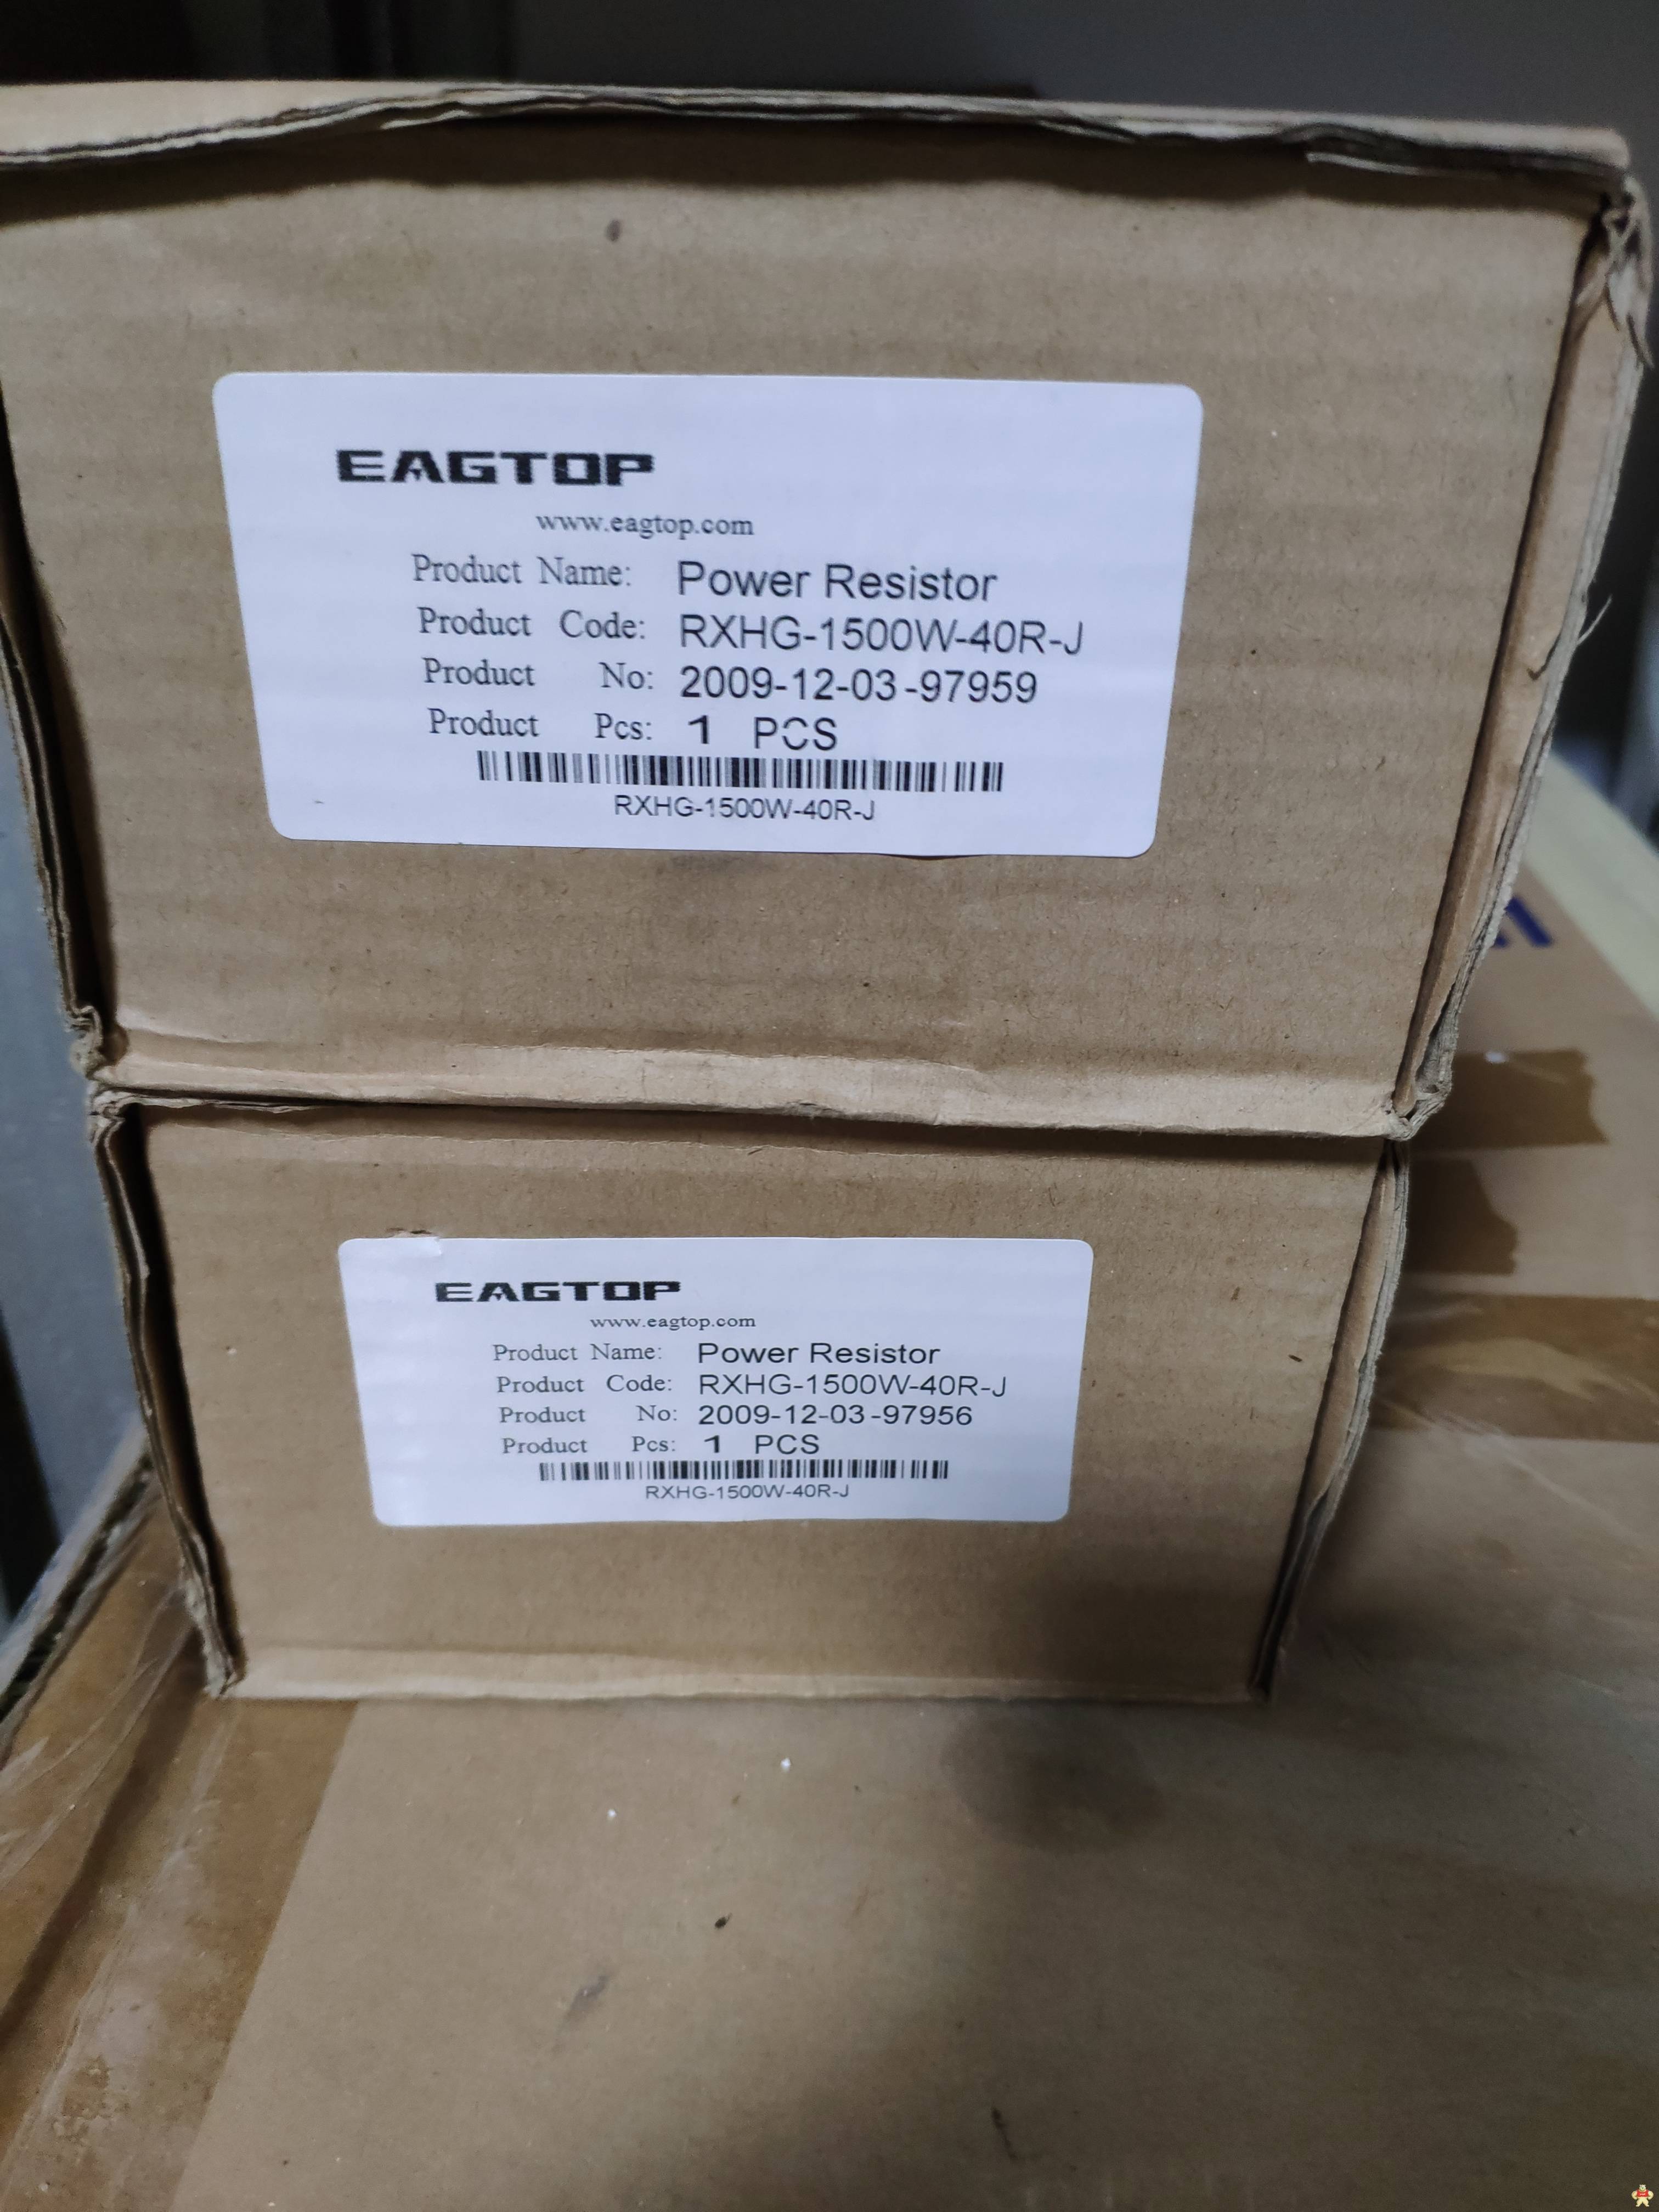 EAGTOP
www.eagtop.com
Product Name: Power Resistor
Product Code: RXHG-1500W-40R-J
Product No: 2009-12-03-97959
Product Pcs: 1 PCS
RXHG-1500W-40R-J
EAGTOP
www.eagtop.com
Product Name: Power Resistor
Product Code: RXHG-1500W-40R-J
Product No: 2009-12-03-97956
Product Pcs: 1 PCS
RXHG-1500W-40R-J